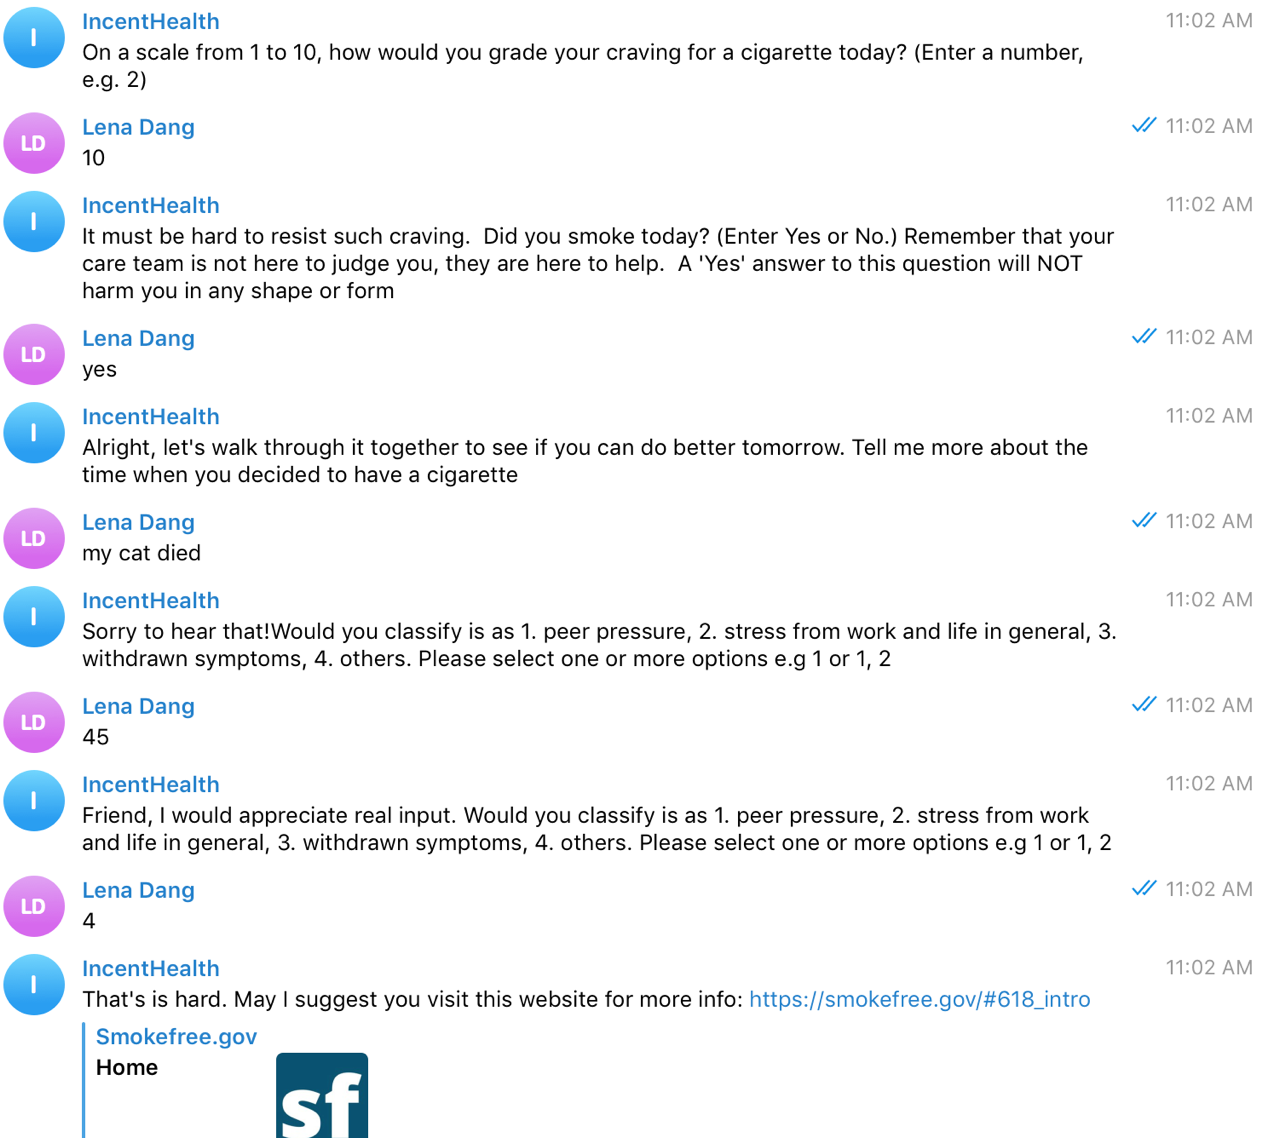 I
IncentHealth
11:02 AM
On a scale from 1 to 10, how would you grade your craving for a cigarette today? (Enter a number,
e.g. 2)
LD
Lena Dang
11:02 AM
10
I
IncentHealth
11:02 AM
It must be hard to resist such craving.  Did you smoke today? (Enter Yes or No.) Remember that your
care team is not here to judge you, they are here to help.  A 'Yes' answer to this question will NOT
harm you in any shape or form
LD
Lena Dang
11:02 AM
yes
I
IncentHealth
11:02 AM
Alright, let's walk through it together to see if you can do better tomorrow. Tell me more about the
time when you decided to have a cigarette
LD
Lena Dang
11:02 AM
my cat died
I
IncentHealth
11:02 AM
Sorry to hear that!Would you classify is as 1. peer pressure, 2. stress from work and life in general, 3.
withdrawn symptoms, 4. others. Please select one or more options e.g 1 or 1, 2
LD
Lena Dang
11:02 AM
45
I
IncentHealth
11:02 AM
Friend, I would appreciate real input. Would you classify is as 1. peer pressure, 2. stress from work
and life in general, 3. withdrawn symptoms, 4. others. Please select one or more options e.g 1 or 1, 2
LD
Lena Dang
11:02 AM
4
I
IncentHealth
11:02 AM
That's is hard. May I suggest you visit this website for more info: https://smokefree.gov/#618_intro
Smokefree.gov
Home
sf